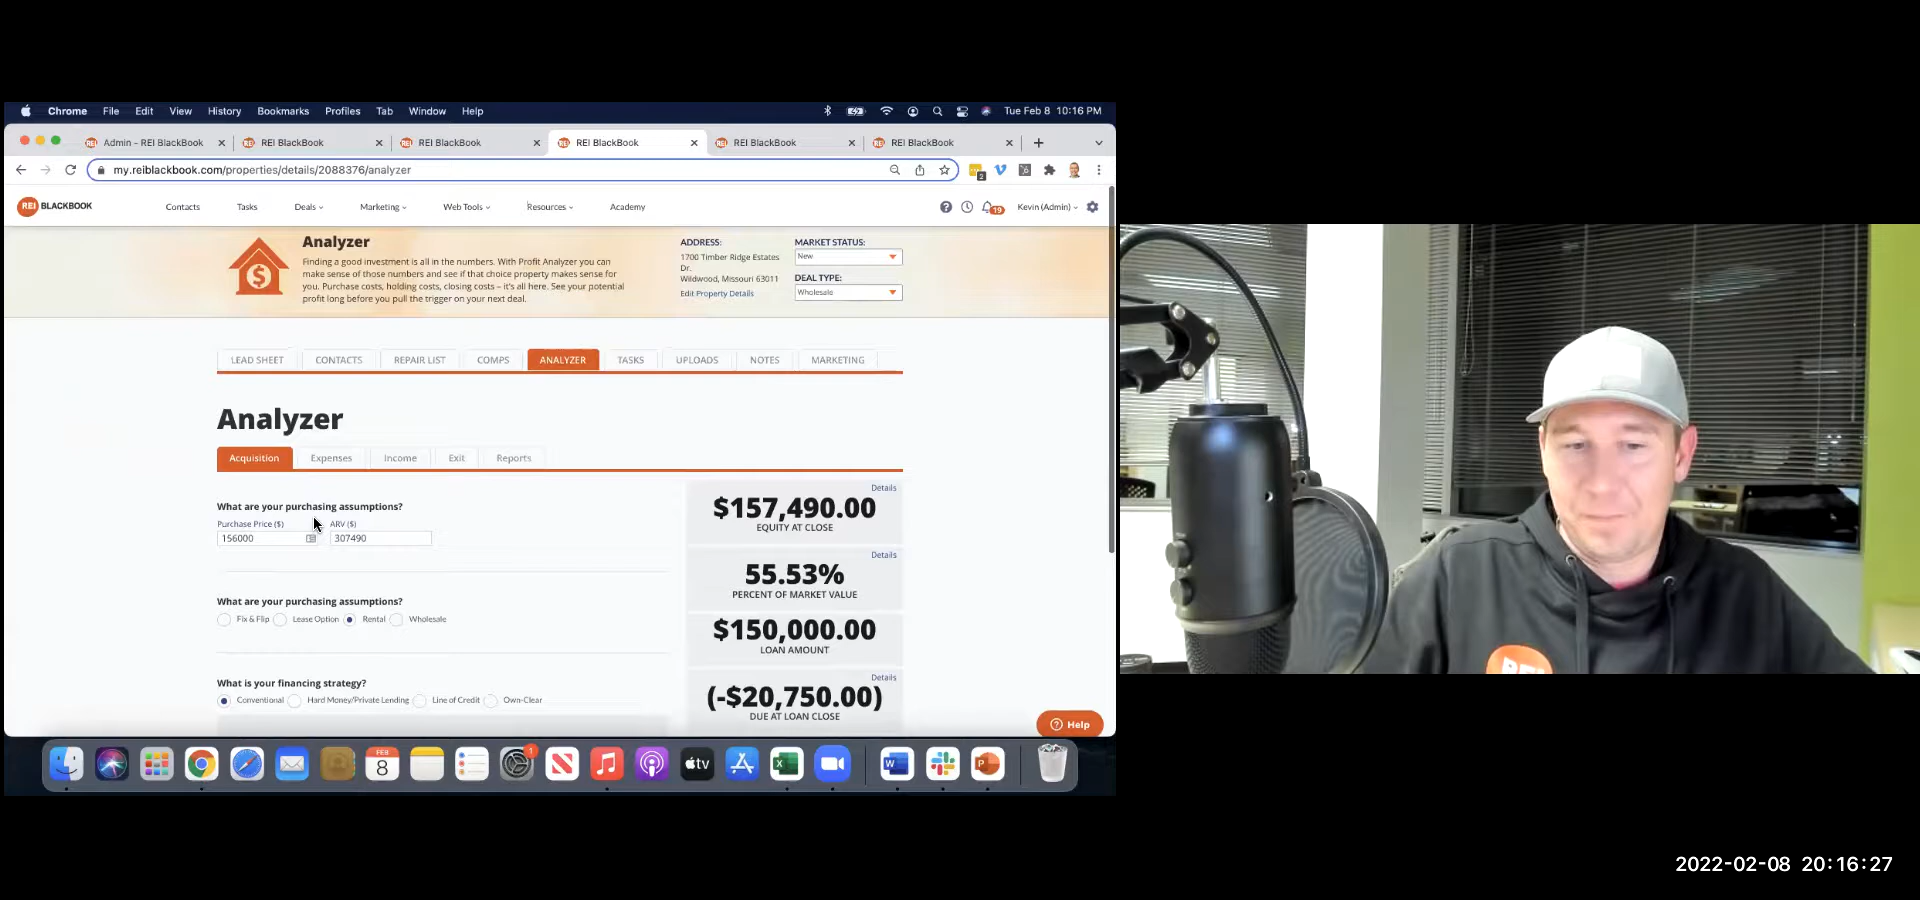 Chrome File Edit View History Bookmarks Profiles Tab Window Help Tue Feb 8 10:16 PM
Admin - REI BlackBook REI BlackBook REI BlackBook REI BlackBook REI BlackBook REI BlackBook
my.reiblackbook.com/properties/details/2088376/analyzer
2
REI BLACKBOOK Contacts Tasks Deals Marketing Web Tools Resources Academy 19 Kevin (Admin)
Analyzer
Finding a good investment is all in the numbers. With Profit Analyzer you can
make sense of those numbers and see if that choice property makes sense for
you. Purchase costs, holding costs, closing costs – it's all here. See your potential
profit long before you pull the trigger on your next deal.
ADDRESS:
1700 Timber Ridge Estates
Dr.
Wildwood, Missouri 63011
Edit Property Details
MARKET STATUS:
New
DEAL TYPE:
Wholesale
LEAD SHEET CONTACTS REPAIR LIST COMPS ANALYZER TASKS UPLOADS NOTES MARKETING
Analyzer
Acquisition Expenses Income Exit Reports
What are your purchasing assumptions?
Purchase Price ($) ARV ($)
156000 307490
What are your purchasing assumptions?
Fix & Flip Lease Option Rental Wholesale
What is your financing strategy?
Conventional Hard Money/Private Lending Line of Credit Own-Clear
Details
$157,490.00
EQUITY AT CLOSE
Details
55.53%
PERCENT OF MARKET VALUE
$150,000.00
LOAN AMOUNT
Details
(-$20,750.00)
DUE AT LOAN CLOSE
Help
FEB
8
1
tv
X
W
P
REI
2022-02-08 20:16:27